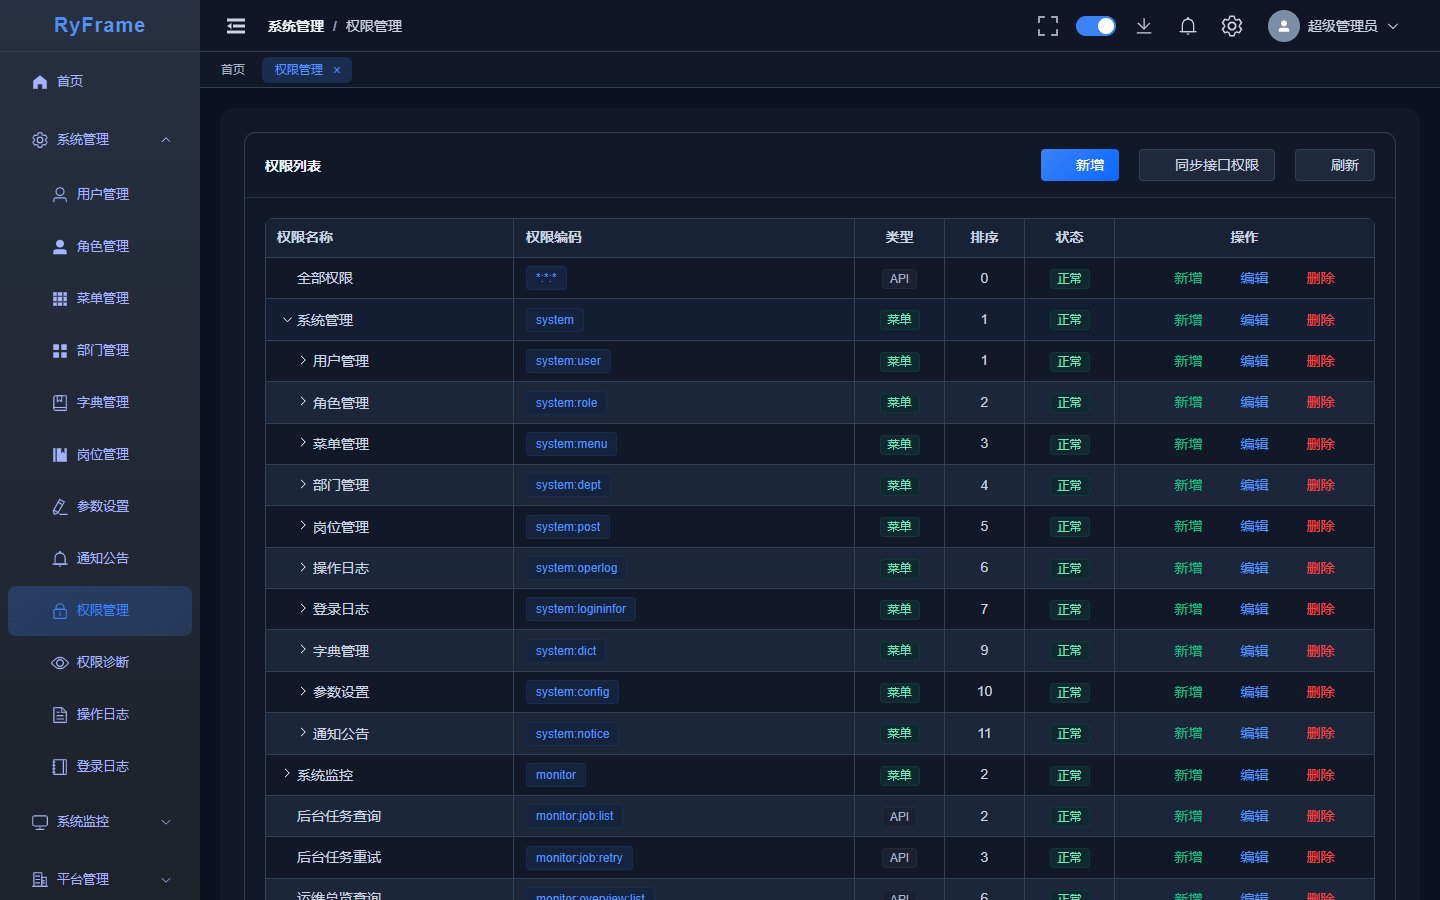 RyFrame
系统管理 / 权限管理
超级管理员
首页
权限管理 ×
首页
系统管理
用户管理
角色管理
菜单管理
部门管理
字典管理
岗位管理
参数设置
通知公告
权限管理
权限诊断
操作日志
登录日志
系统监控
平台管理
权限列表
新增 同步接口权限 刷新
权限名称 权限编码 类型 排序 状态 操作
全部权限 *:*:* API 0 正常 新增 编辑 删除
系统管理 system 菜单 1 正常 新增 编辑 删除
用户管理 system:user 菜单 1 正常 新增 编辑 删除
角色管理 system:role 菜单 2 正常 新增 编辑 删除
菜单管理 system:menu 菜单 3 正常 新增 编辑 删除
部门管理 system:dept 菜单 4 正常 新增 编辑 删除
岗位管理 system:post 菜单 5 正常 新增 编辑 删除
操作日志 system:operlog 菜单 6 正常 新增 编辑 删除
登录日志 system:logininfor 菜单 7 正常 新增 编辑 删除
字典管理 system:dict 菜单 9 正常 新增 编辑 删除
参数设置 system:config 菜单 10 正常 新增 编辑 删除
通知公告 system:notice 菜单 11 正常 新增 编辑 删除
系统监控 monitor 菜单 2 正常 新增 编辑 删除
后台任务查询 monitor:job:list API 2 正常 新增 编辑 删除
后台任务重试 monitor:job:retry API 3 正常 新增 编辑 删除
运维总览查询 monitor:overview:list API 6 正常 新增 编辑 删除